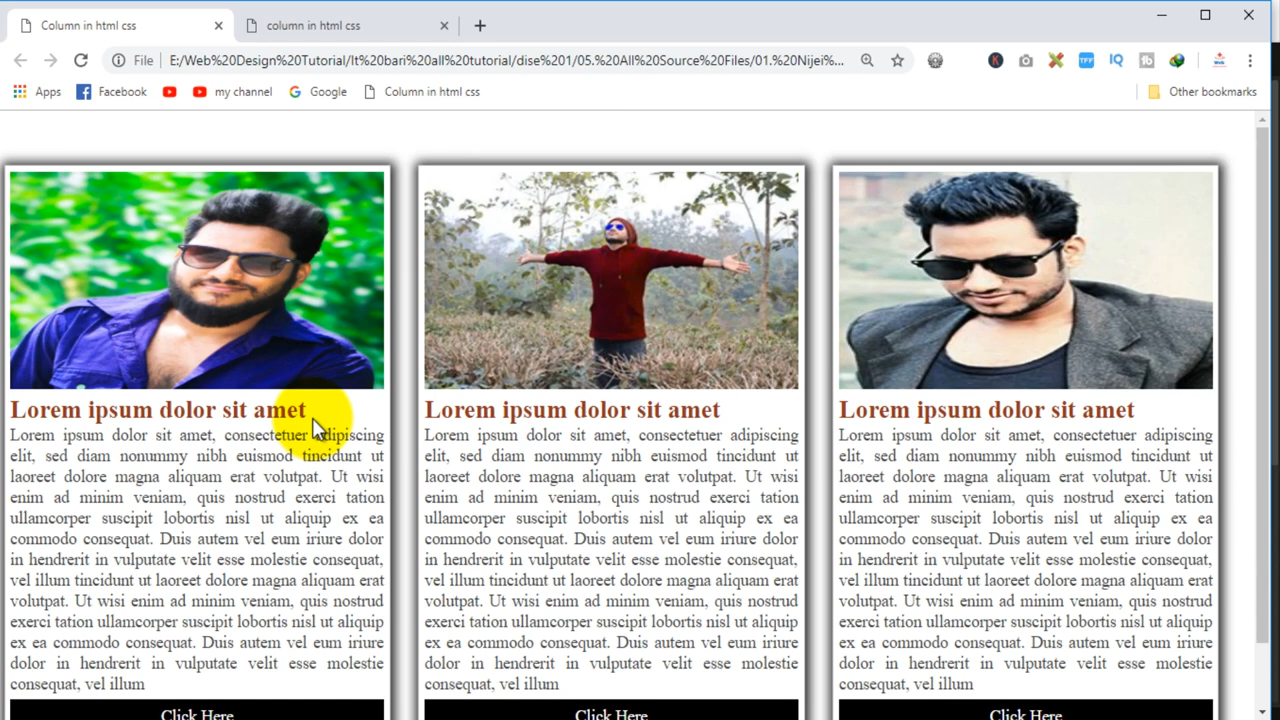 Column in html css
column in html css
File
E:/Web%20Design%20Tutorial/It%20bari%20all%20tutorial/dise%201/05.%20All%20Source%20Files/01.%20Nijei%...
K
TFF
IQ
Apps
Facebook
my channel
Google
Column in html css
Other bookmarks
Lorem ipsum dolor sit amet
Lorem ipsum dolor sit amet, consectetuer adipiscing
elit, sed diam nonummy nibh euismod tincidunt ut
laoreet dolore magna aliquam erat volutpat. Ut wisi
enim ad minim veniam, quis nostrud exerci tation
ullamcorper suscipit lobortis nisl ut aliquip ex ea
commodo consequat. Duis autem vel eum iriure dolor
in hendrerit in vulputate velit esse molestie consequat,
vel illum tincidunt ut laoreet dolore magna aliquam erat
volutpat. Ut wisi enim ad minim veniam, quis nostrud
exerci tation ullamcorper suscipit lobortis nisl ut aliquip
ex ea commodo consequat. Duis autem vel eum iriure
dolor in hendrerit in vulputate velit esse molestie
consequat, vel illum
Click Here
Lorem ipsum dolor sit amet
Lorem ipsum dolor sit amet, consectetuer adipiscing
elit, sed diam nonummy nibh euismod tincidunt ut
laoreet dolore magna aliquam erat volutpat. Ut wisi
enim ad minim veniam, quis nostrud exerci tation
ullamcorper suscipit lobortis nisl ut aliquip ex ea
commodo consequat. Duis autem vel eum iriure dolor
in hendrerit in vulputate velit esse molestie consequat,
vel illum tincidunt ut laoreet dolore magna aliquam erat
volutpat. Ut wisi enim ad minim veniam, quis nostrud
exerci tation ullamcorper suscipit lobortis nisl ut aliquip
ex ea commodo consequat. Duis autem vel eum iriure
dolor in hendrerit in vulputate velit esse molestie
consequat, vel illum
Click Here
Lorem ipsum dolor sit amet
Lorem ipsum dolor sit amet, consectetuer adipiscing
elit, sed diam nonummy nibh euismod tincidunt ut
laoreet dolore magna aliquam erat volutpat. Ut wisi
enim ad minim veniam, quis nostrud exerci tation
ullamcorper suscipit lobortis nisl ut aliquip ex ea
commodo consequat. Duis autem vel eum iriure dolor
in hendrerit in vulputate velit esse molestie consequat,
vel illum tincidunt ut laoreet dolore magna aliquam erat
volutpat. Ut wisi enim ad minim veniam, quis nostrud
exerci tation ullamcorper suscipit lobortis nisl ut aliquip
ex ea commodo consequat. Duis autem vel eum iriure
dolor in hendrerit in vulputate velit esse molestie
consequat, vel illum
Click Here